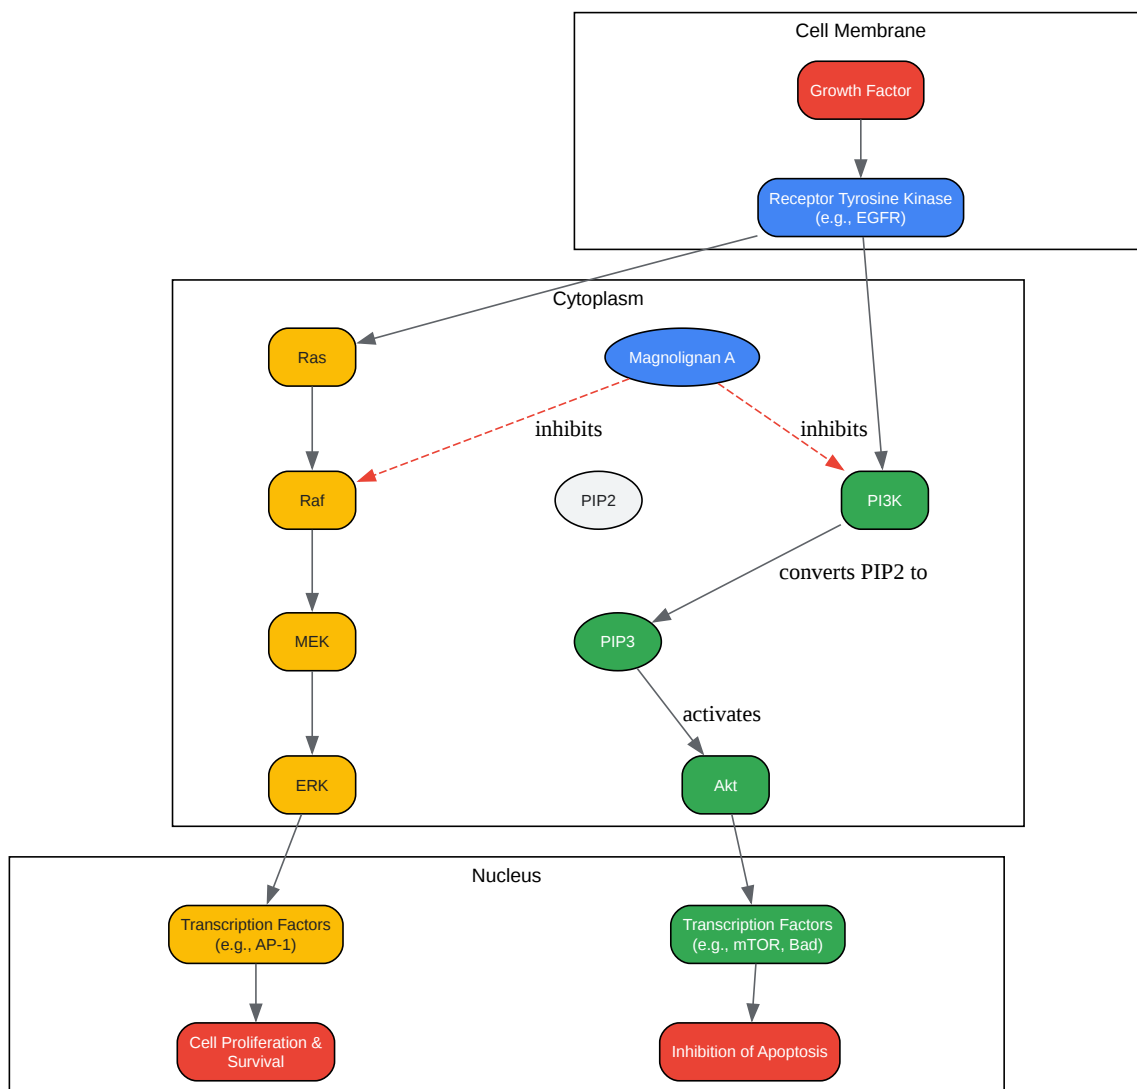 Cell Membrane
Growth Factor
Receptor Tyrosine Kinase
(e.g., EGFR)
Cytoplasm
Ras
Magnolignan A
inhibits
inhibits
Raf
PIP2
PI3K
converts PIP2 to
MEK
PIP3
activates
ERK
Akt
Nucleus
Transcription Factors
(e.g., AP-1)
Transcription Factors
(e.g., mTOR, Bad)
Cell Proliferation &
Survival
Inhibition of Apoptosis